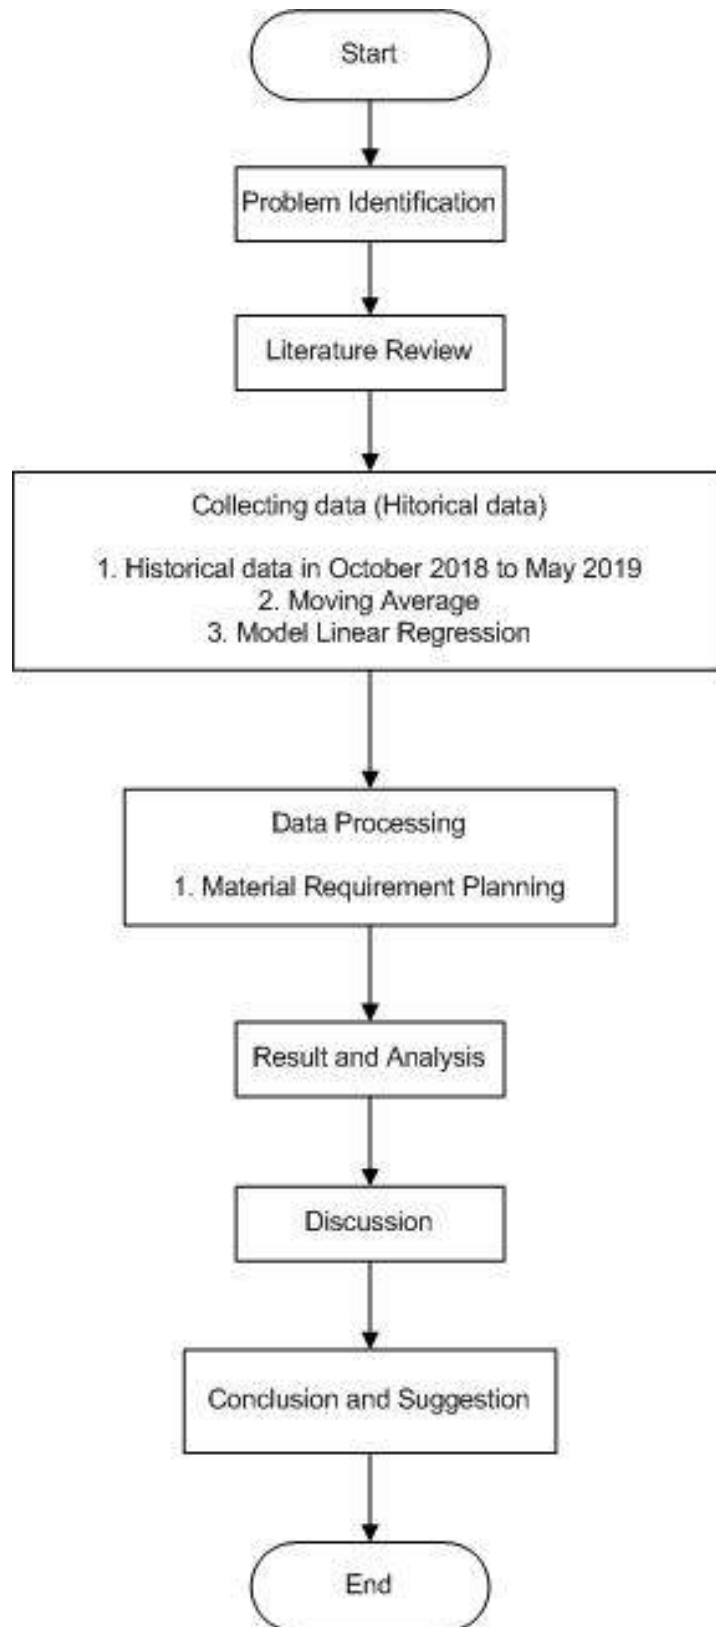 Start
Problem Identification
Literature Review
Collecting data (Hitorical data)
1. Historical data in October 2018 to May 2019
2. Moving Average
3. Model Linear Regression
Data Processing
1. Material Requirement Planning
Result and Analysis
Discussion
Conclusion and Suggestion
End